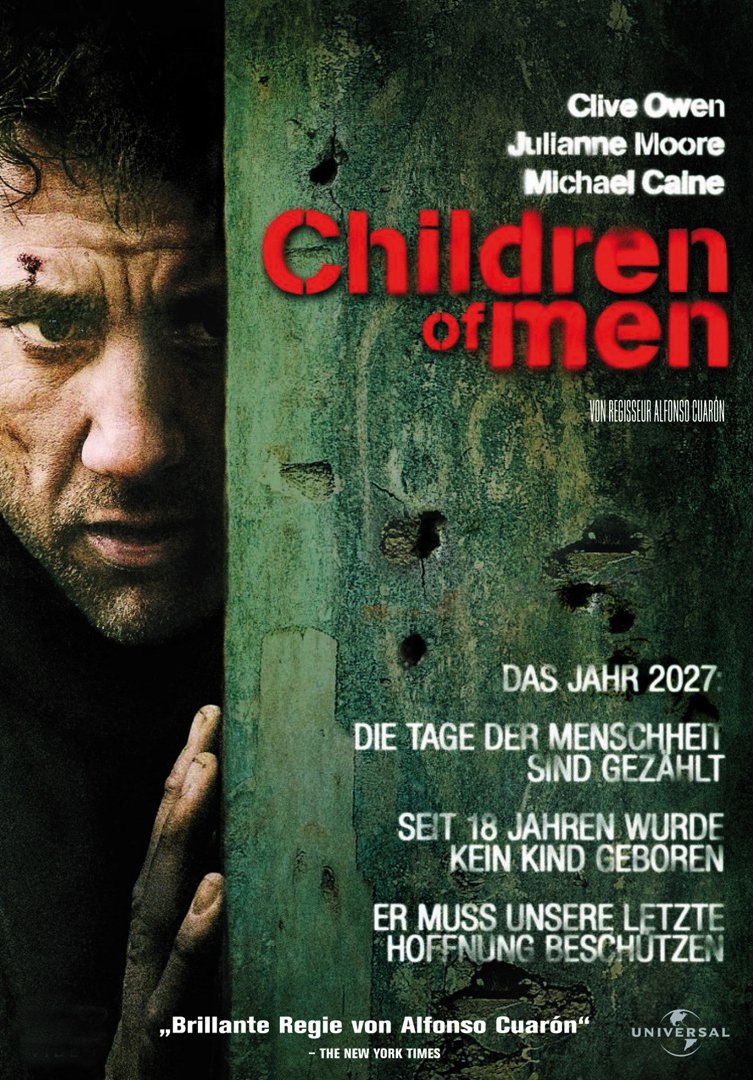 Clive Owen
Julianne Moore
Michael Caine
Children
of men
VON REGISSEUR ALFONSO CUARÓN
DAS JAHR 2027:
DIE TAGE DER MENSCHHEIT
SIND GEZÄHLT
SEIT 18 JAHREN WURDE
KEIN KIND GEBOREN
ER MUSS UNSERE LETZTE
HOFFNUNG BESCHÜTZEN
„Brillante Regie von Alfonso Cuarón“
– THE NEW YORK TIMES
UNIVERSAL